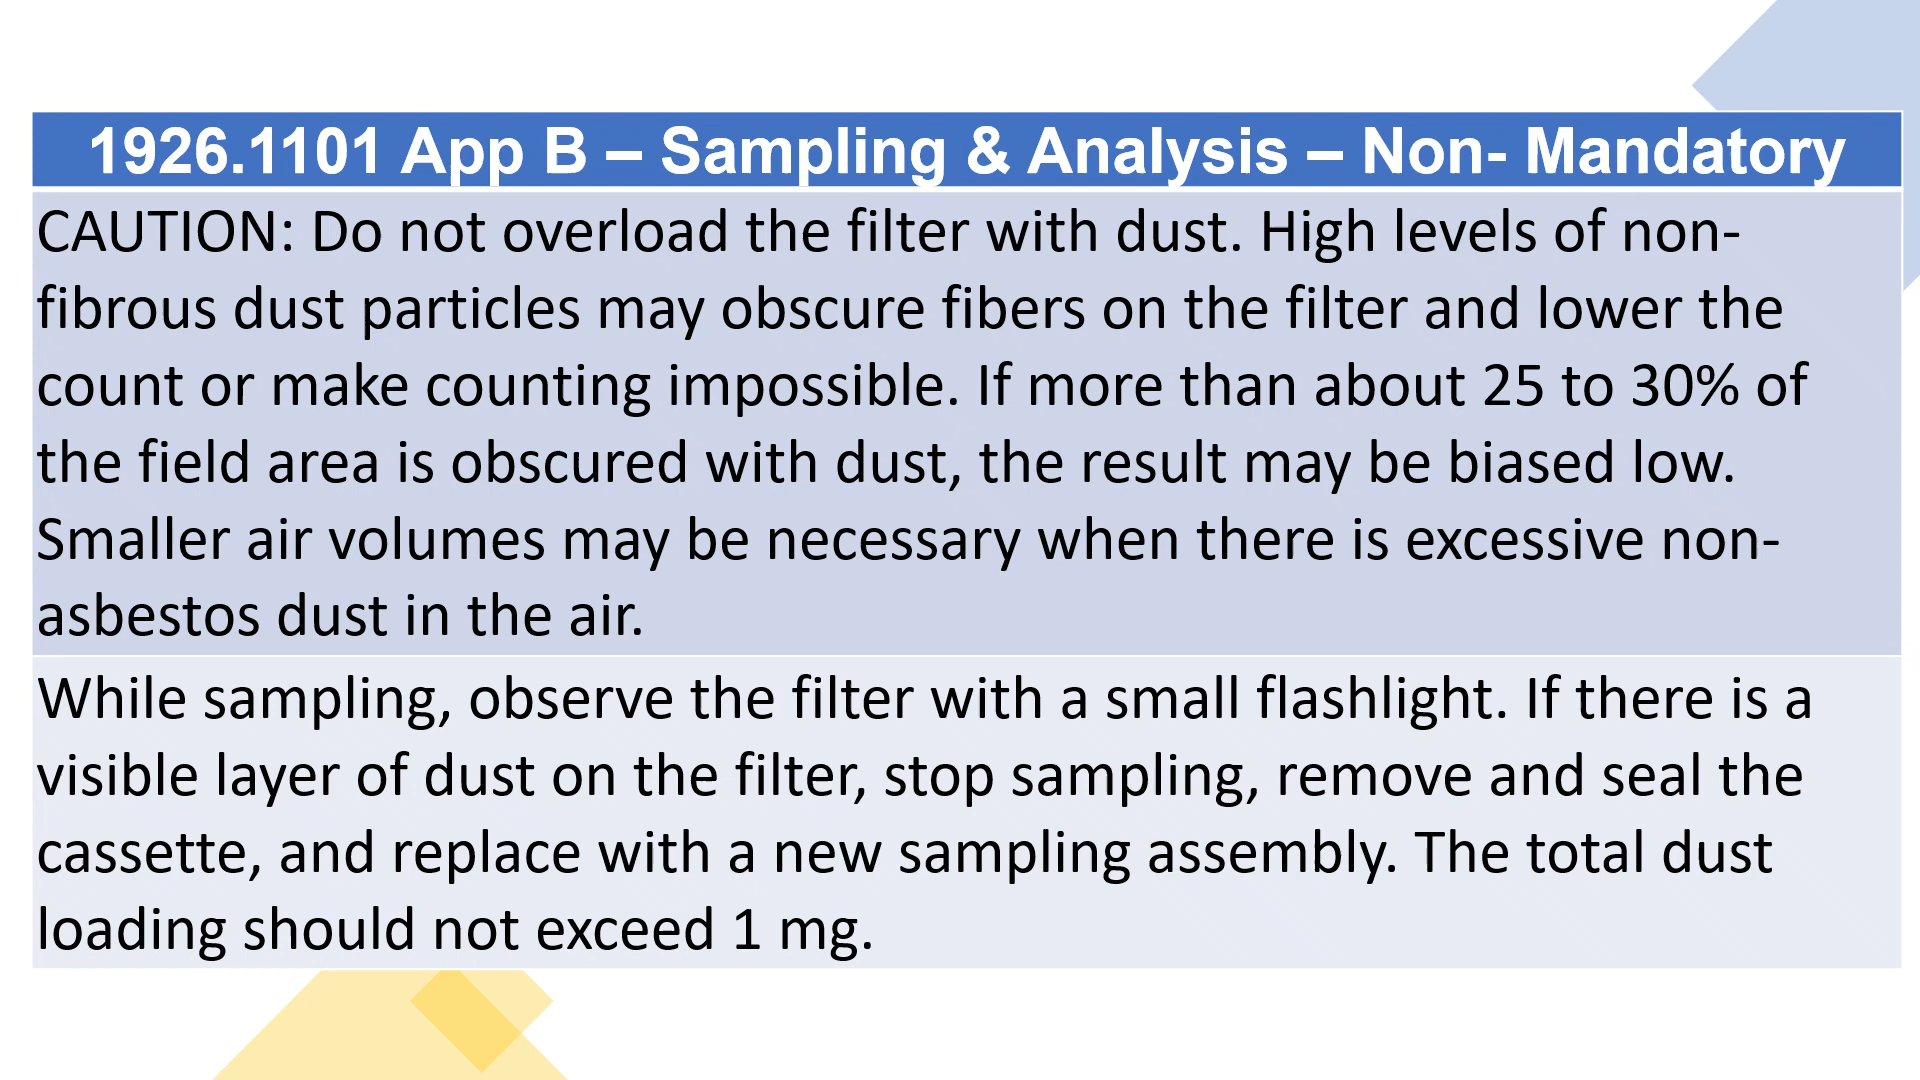 1926.1101 App B – Sampling & Analysis – Non- Mandatory
CAUTION: Do not overload the filter with dust. High levels of non-
fibrous dust particles may obscure fibers on the filter and lower the
count or make counting impossible. If more than about 25 to 30% of
the field area is obscured with dust, the result may be biased low.
Smaller air volumes may be necessary when there is excessive non-
asbestos dust in the air.
While sampling, observe the filter with a small flashlight. If there is a
visible layer of dust on the filter, stop sampling, remove and seal the
cassette, and replace with a new sampling assembly. The total dust
loading should not exceed 1 mg.